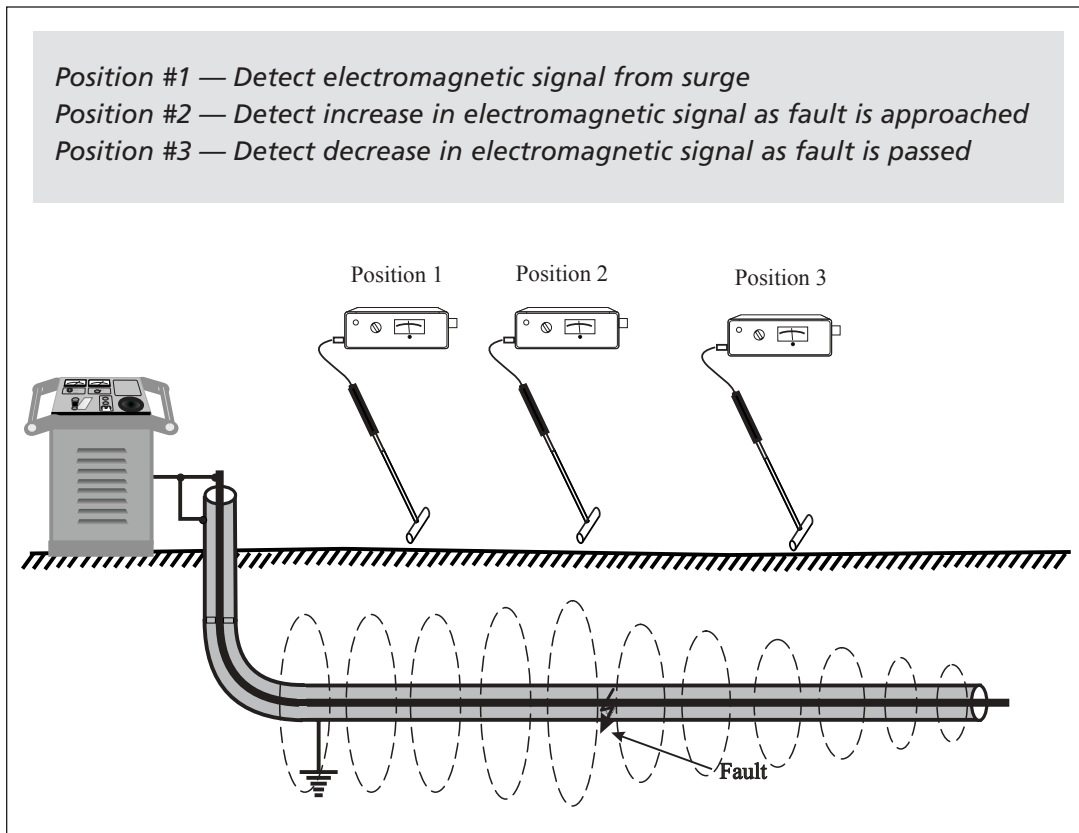 Position #1 — Detect electromagnetic signal from surge
Position #2 — Detect increase in electromagnetic signal as fault is approached
Position #3 — Detect decrease in electromagnetic signal as fault is passed
Position 1
Position 2
Position 3
Fault